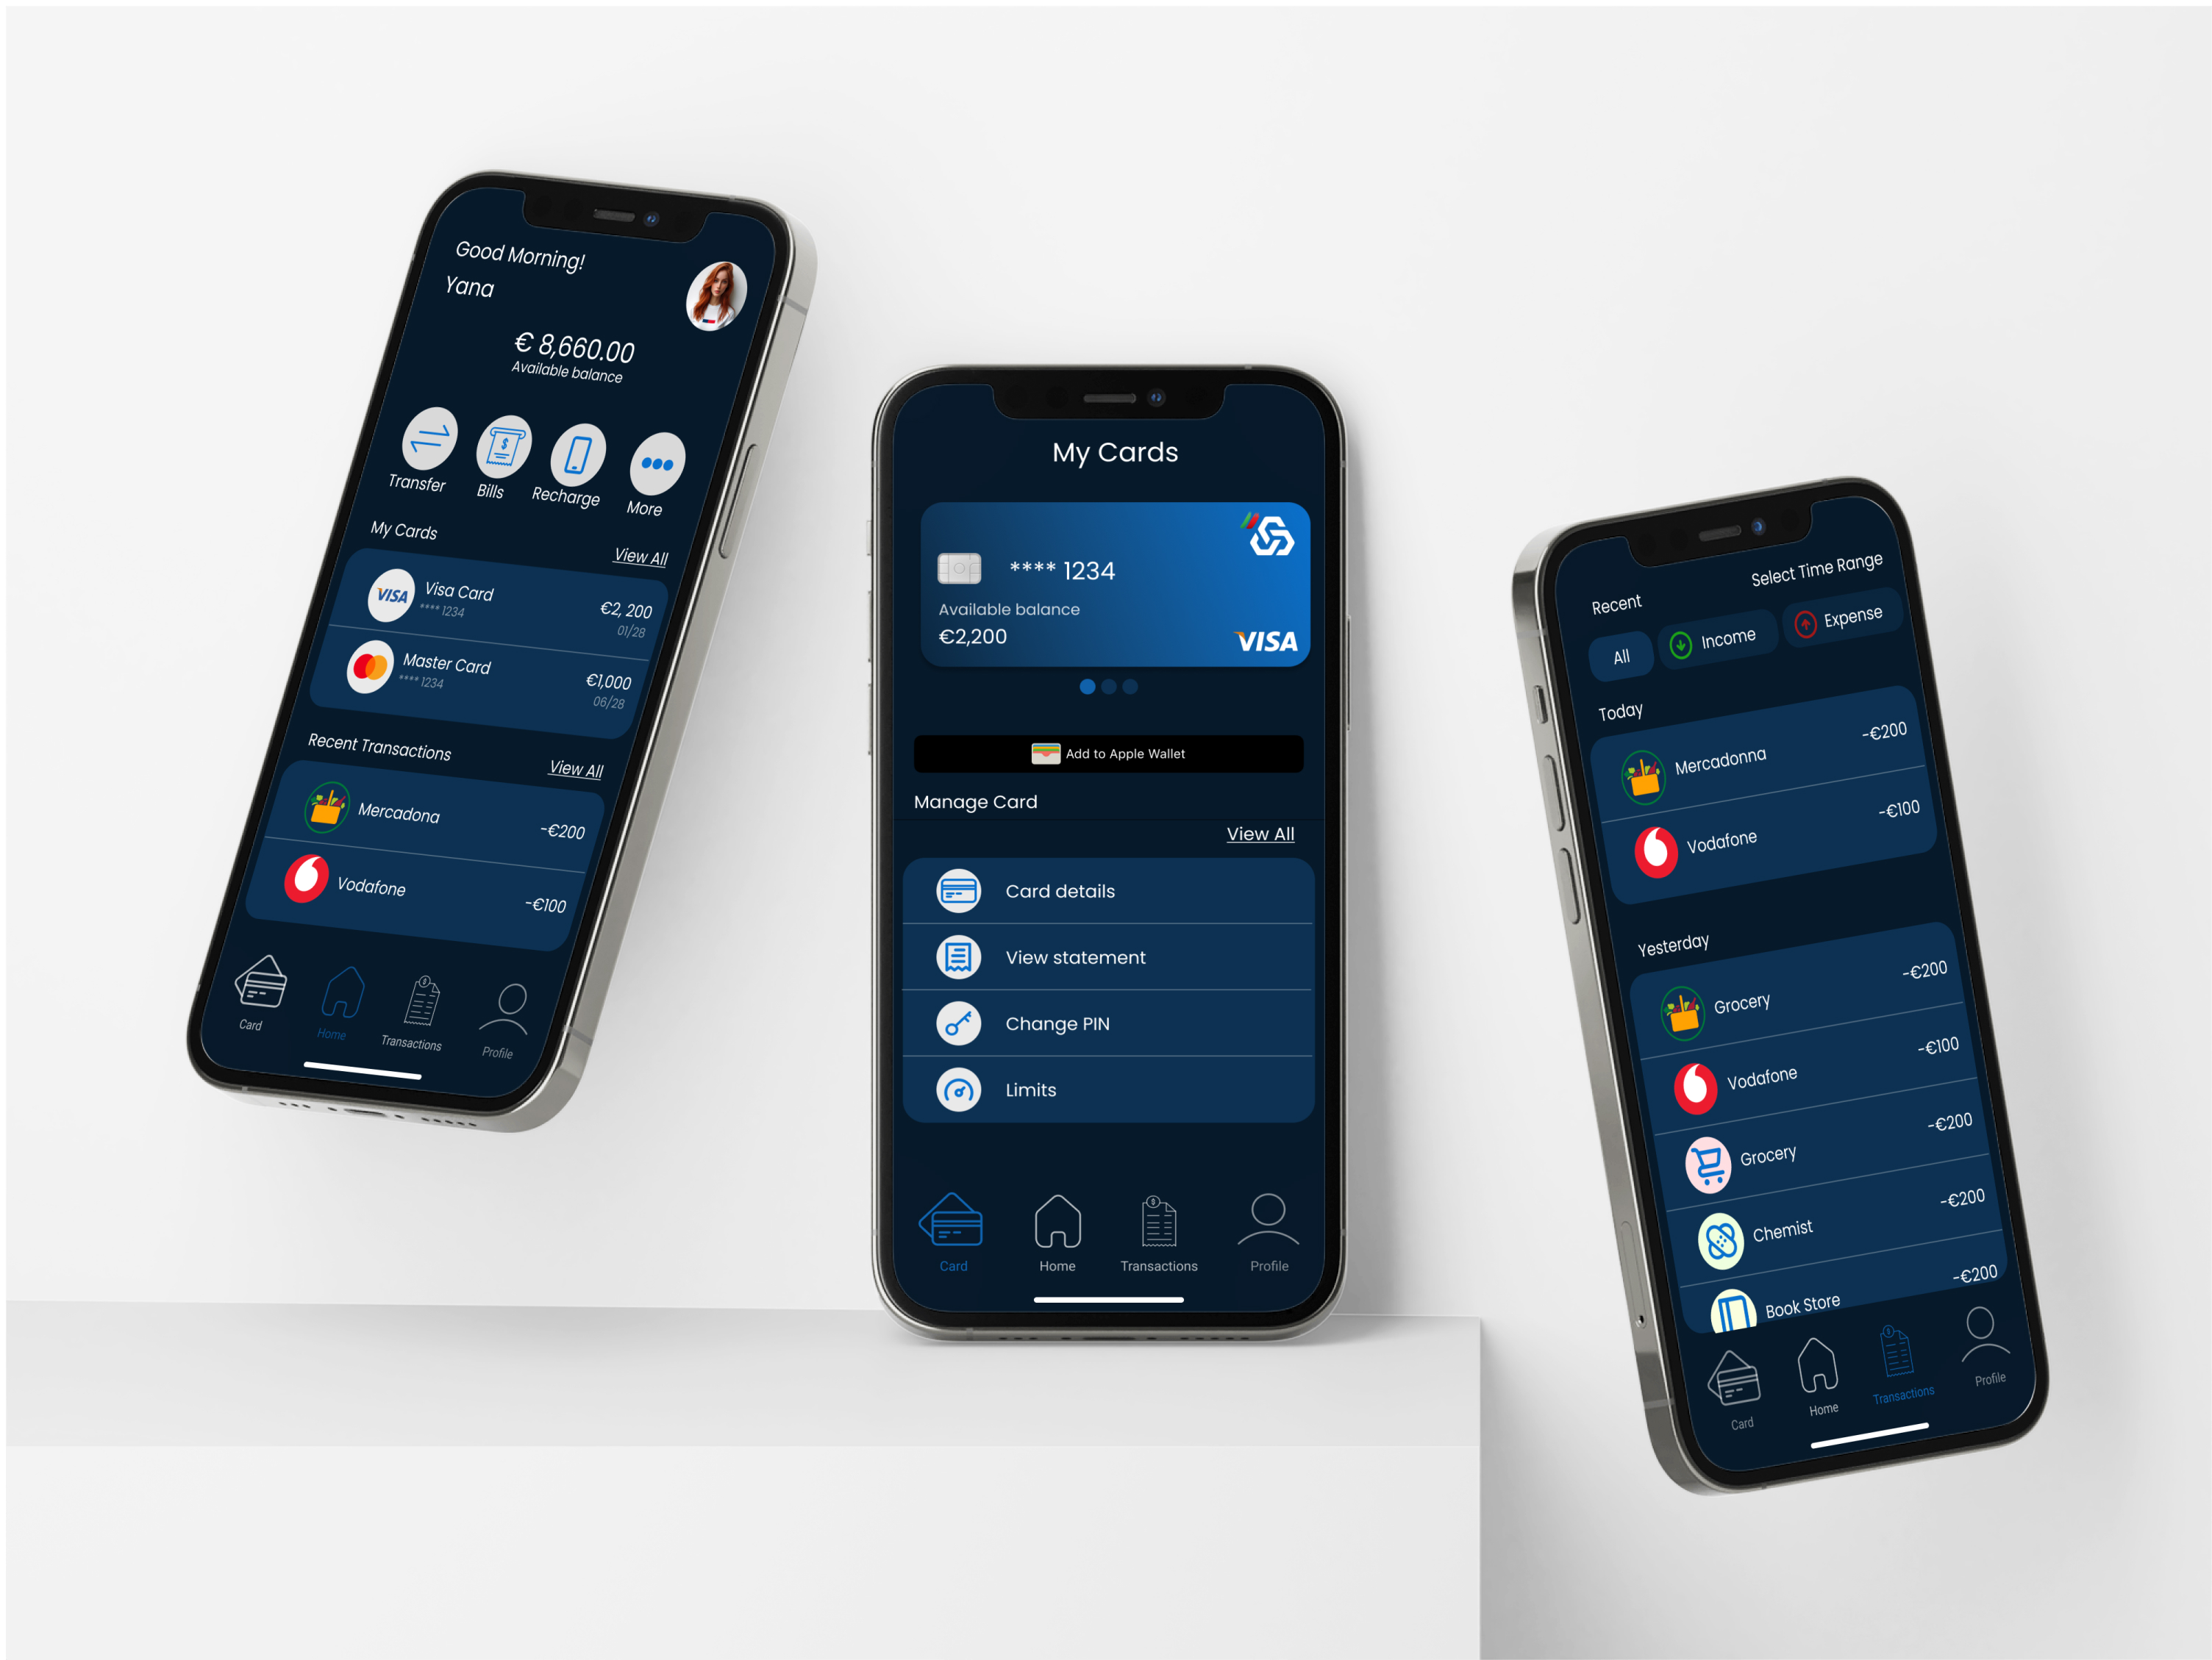 Good Morning!
Yana
€ 8,660.00
Available balance
Transfer
Bills
Recharge
More
My Cards
View All
VISA
Visa Card
**** 1234
€2, 200
01/28
Master Card
**** 1234
€1,000
06/28
Recent Transactions
View All
Mercadona
-€200
Vodafone
-€100
Card
Home
Transactions
Profile
My Cards
**** 1234
Available balance
€2,200
VISA
Add to Apple Wallet
Manage Card
View All
Card details
View statement
Change PIN
Limits
Card
Home
Transactions
Profile
Recent
Select Time Range
All
Income
Expense
Today
Mercadonna
-€200
Vodafone
-€100
Yesterday
Grocery
-€200
Vodafone
-€100
Grocery
-€200
Chemist
-€200
Book Store
-€200
Card
Home
Transactions
Profile